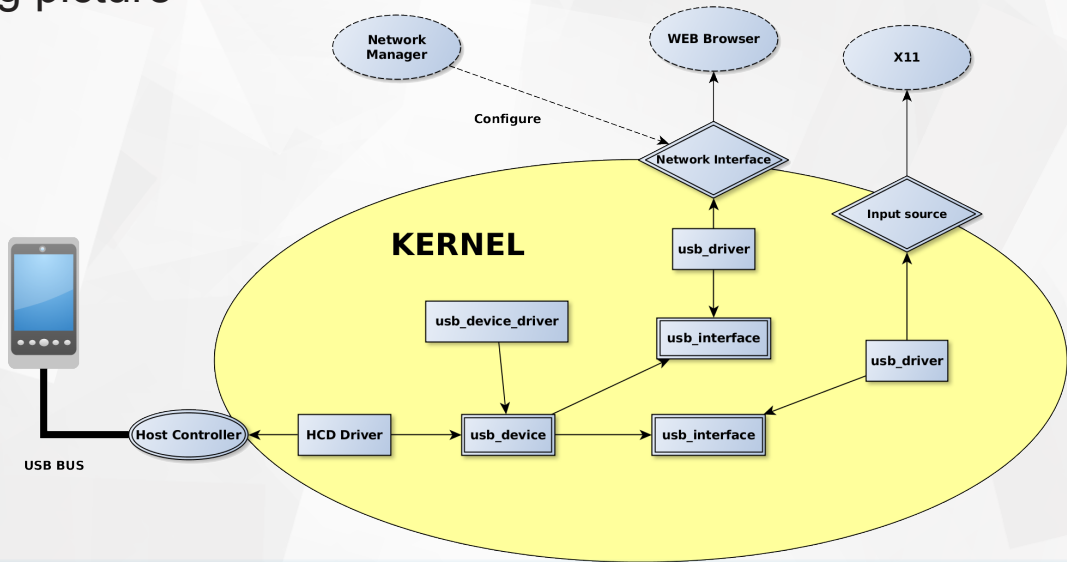 g picture
Network
Manager
WEB Browser
X11
Configure
Network Interface
Input source
KERNEL
usb_driver
usb_device_driver
usb_interface
usb_driver
Host Controller
HCD Driver
usb_device
usb_interface
USB BUS